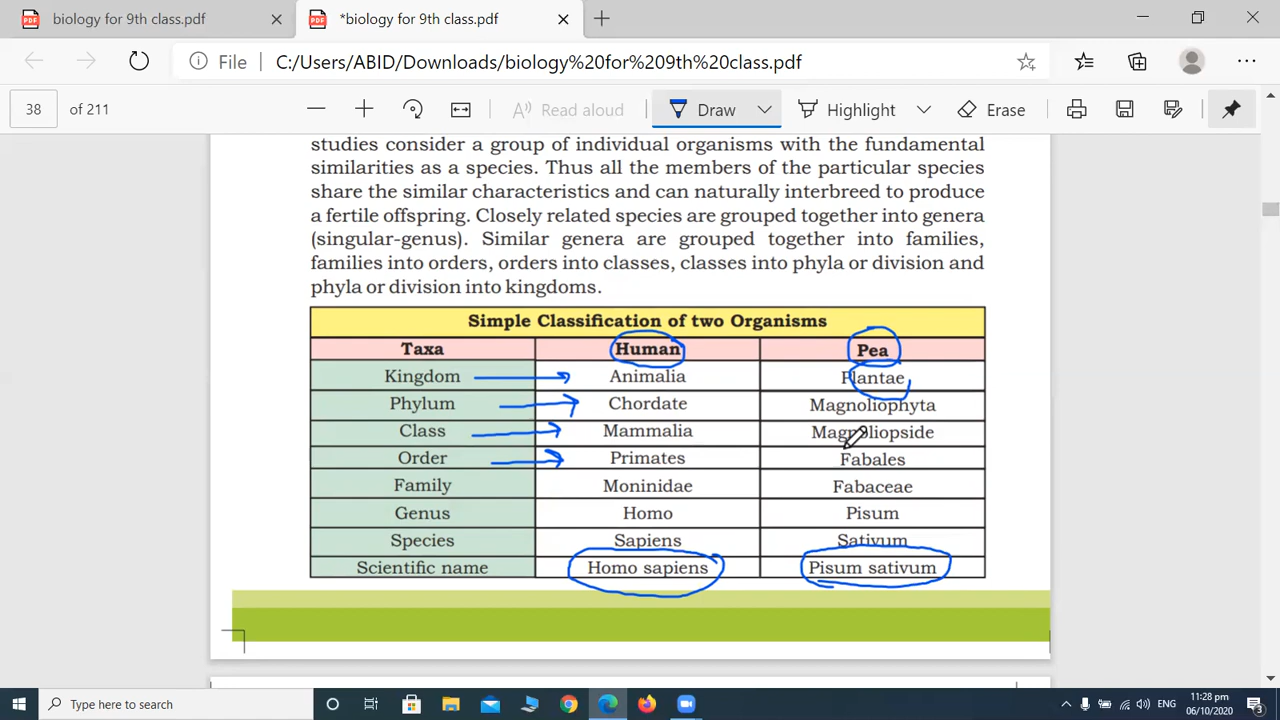 biology for 9th class.pdf
*biology for 9th class.pdf
File C:/Users/ABID/Downloads/biology%20for%209th%20class.pdf
38 of 211 Read aloud Draw Highlight Erase
studies consider a group of individual organisms with the fundamental
similarities as a species. Thus all the members of the particular species
share the similar characteristics and can naturally interbreed to produce
a fertile offspring. Closely related species are grouped together into genera
(singular-genus). Similar genera are grouped together into families,
families into orders, orders into classes, classes into phyla or division and
phyla or division into kingdoms.
Simple Classification of two Organisms
Taxa Human Pea
Kingdom Animalia Plantae
Phylum Chordate Magnoliophyta
Class Mammalia Magnoliopside
Order Primates Fabales
Family Moninidae Fabaceae
Genus Homo Pisum
Species Sapiens Sativum
Scientific name Homo sapiens Pisum sativum
Type here to search
ENG
11:28 pm
06/10/2020
3